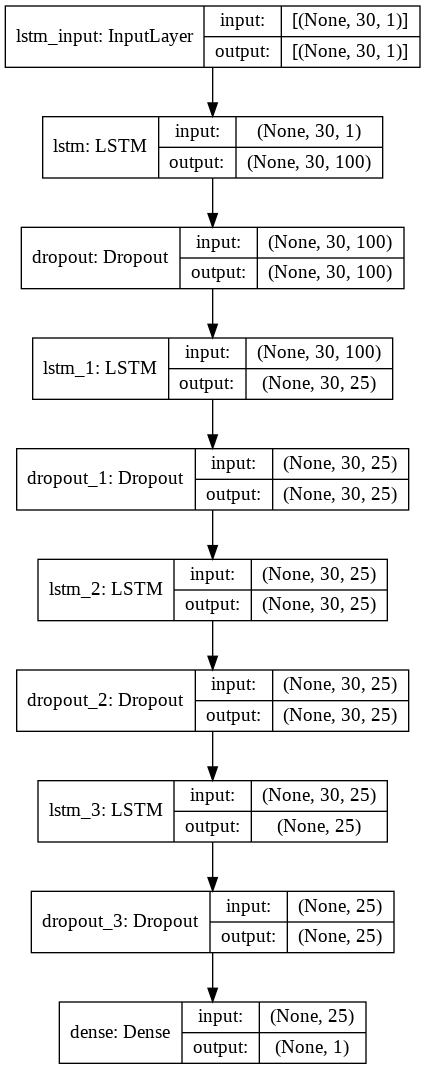 lstm_input: InputLayer
input: [(None, 30, 1)]
output: [(None, 30, 1)]
lstm: LSTM
input: (None, 30, 1)
output: (None, 30, 100)
dropout: Dropout
input: (None, 30, 100)
output: (None, 30, 100)
lstm_1: LSTM
input: (None, 30, 100)
output: (None, 30, 25)
dropout_1: Dropout
input: (None, 30, 25)
output: (None, 30, 25)
lstm_2: LSTM
input: (None, 30, 25)
output: (None, 30, 25)
dropout_2: Dropout
input: (None, 30, 25)
output: (None, 30, 25)
lstm_3: LSTM
input: (None, 30, 25)
output: (None, 25)
dropout_3: Dropout
input: (None, 25)
output: (None, 25)
dense: Dense
input: (None, 25)
output: (None, 1)